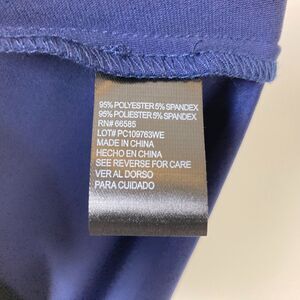 95% POLYESTER 5% SPANDEX
95% POLIESTER 5% SPANDEX
RN# 66585
LOT# PC109763WE
MADE IN CHINA
HECHO EN CHINA
SEE REVERSE FOR CARE
VER AL DORSO
PARA CUIDADO